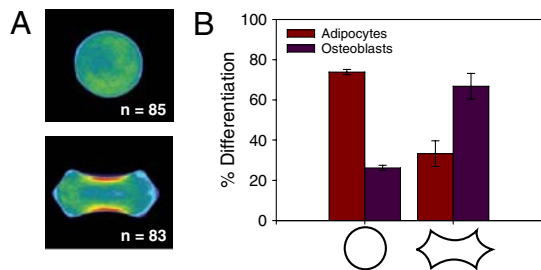 A
n = 85
n = 83
B
% Differentiation
100
80
60
40
20
0
Adipocytes
Osteoblasts